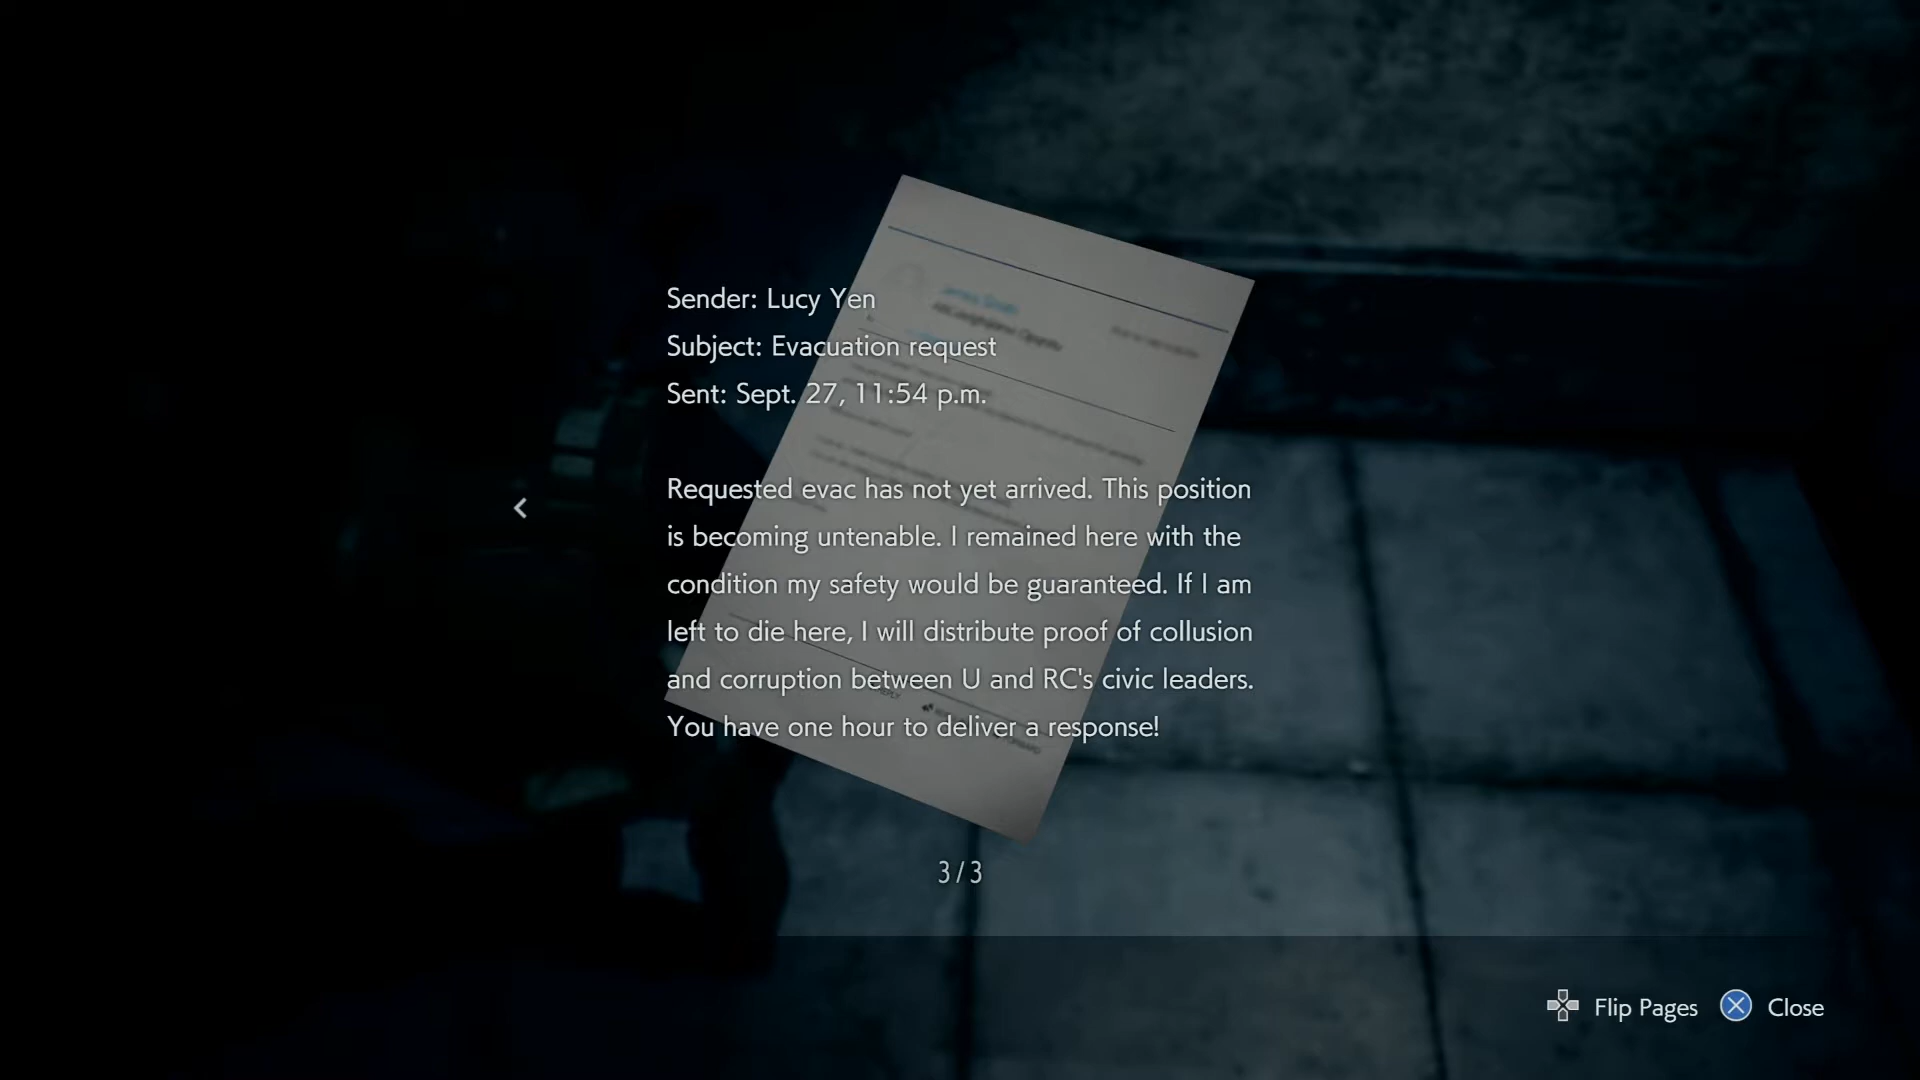 Sender: Lucy Yen
Subject: Evacuation request
Sent: Sept. 27, 11:54 p.m.
Requested evac has not yet arrived. This position
is becoming untenable. I remained here with the
condition my safety would be guaranteed. If I am
left to die here, I will distribute proof of collusion
and corruption between U and RC's civic leaders.
You have one hour to deliver a response!
3/3
Flip Pages Close